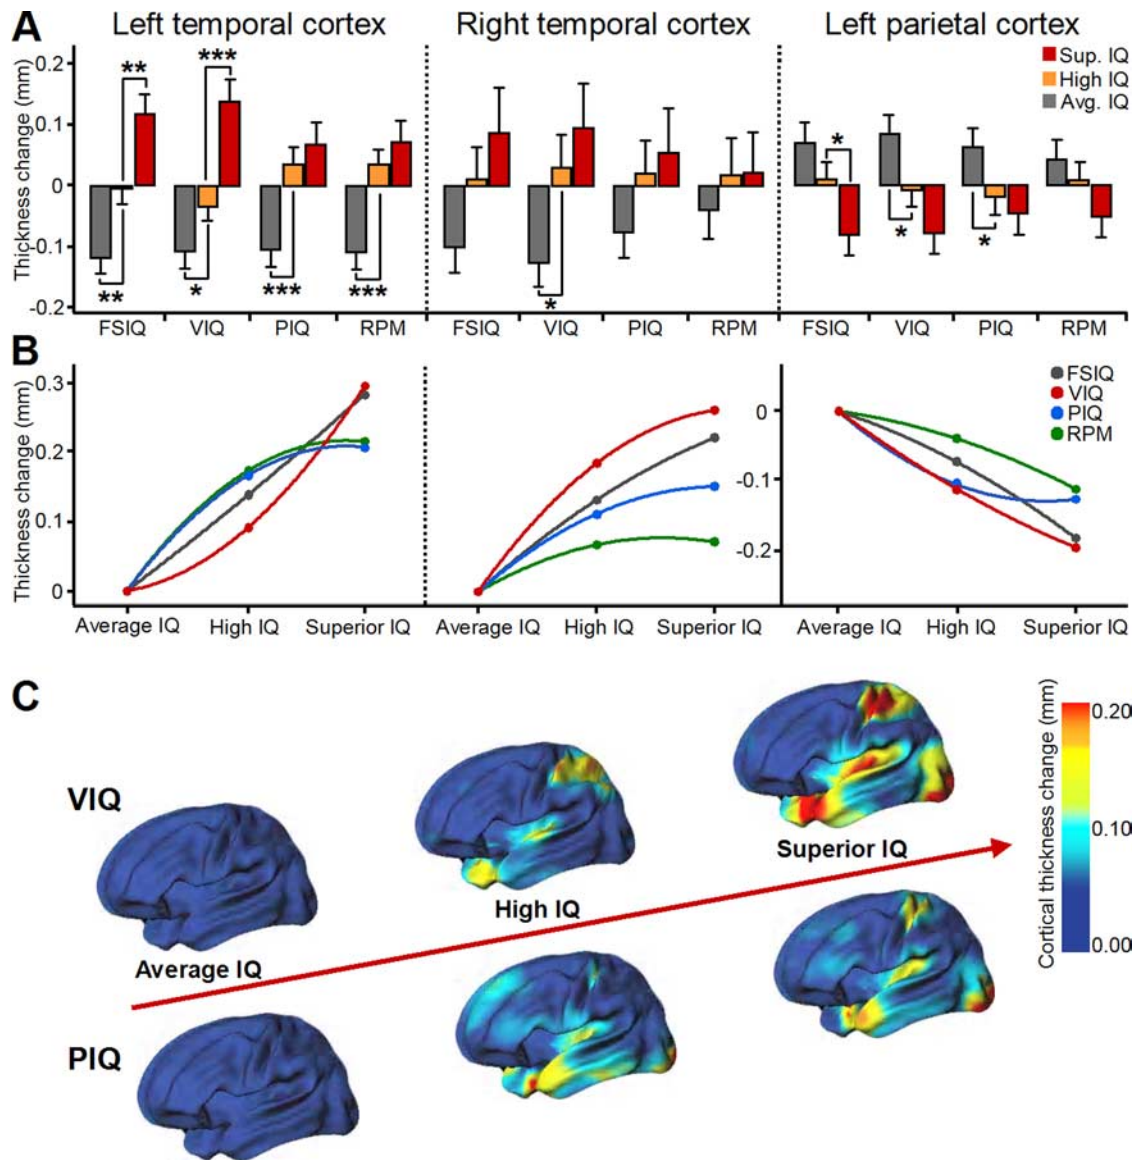 A
Left temporal cortex
Right temporal cortex
Left parietal cortex
Thickness change (mm)
0.2
0.1
0
-0.1
-0.2
** *** ** * *** ***
*
* * *
Sup. IQ
High IQ
Avg. IQ
FSIQ VIQ PIQ RPM
FSIQ VIQ PIQ RPM
FSIQ VIQ PIQ RPM
B
Thickness change (mm)
0.3
0.2
0.1
0
0
-0.1
-0.2
FSIQ
VIQ
PIQ
RPM
Average IQ High IQ Superior IQ
Average IQ High IQ Superior IQ
Average IQ High IQ Superior IQ
C
VIQ
Superior IQ
High IQ
Average IQ
PIQ
Cortical thickness change (mm)
0.20
0.10
0.00